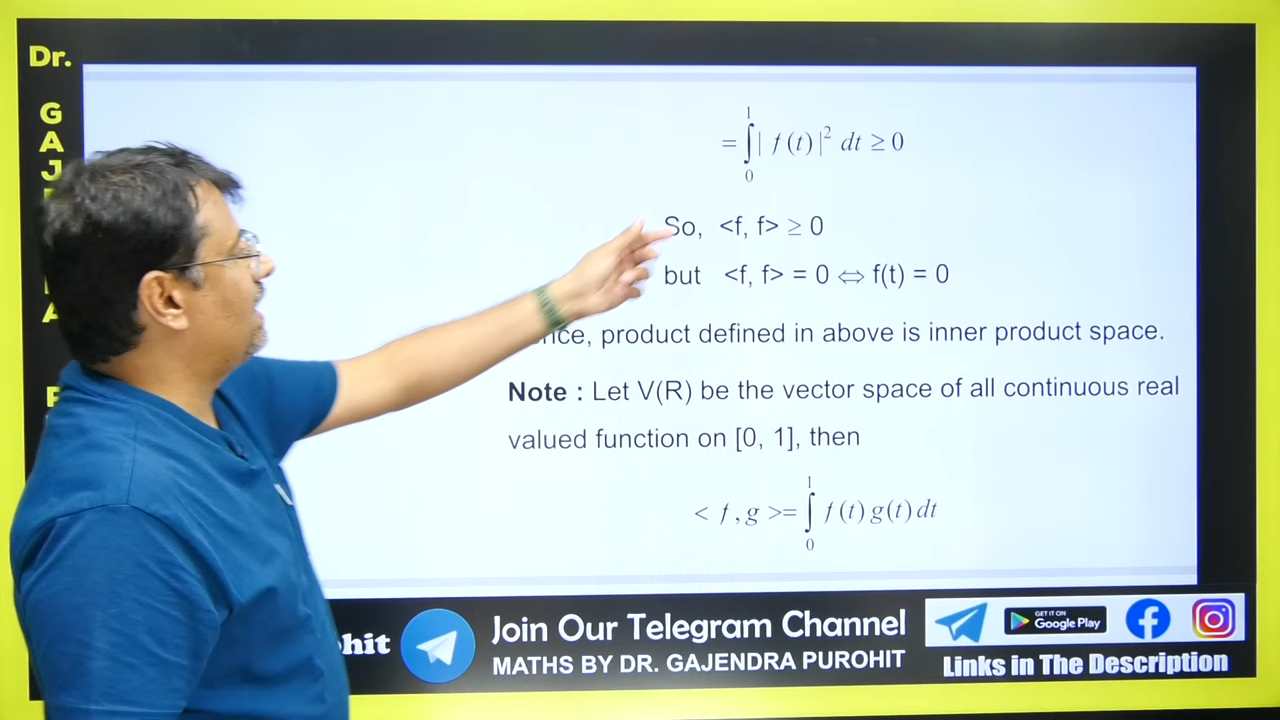 Dr.
G
A
J
= ∫₀¹ | f(t) |² dt ≥ 0
So, <f, f> ≥ 0
but <f, f> = 0 ⇔ f(t) = 0
product defined in above is inner product space.
Note : Let V(R) be the vector space of all continuous real
valued function on [0, 1], then
< f, g >= ∫₀¹ f(t) g(t) dt
Join Our Telegram Channel
MATHS BY DR. GAJENDRA PUROHIT
GET IT ON
Google Play
Links in The Description